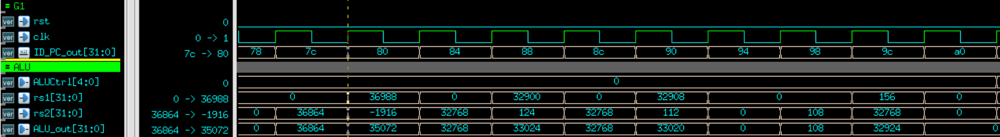 = G1
ver rst 0
ver clk 0 -> 1
ver ID_PC_out[31:0] 7c -> 80 78 7c 80 84 88 8c 90 94 98 9c a0
= ALU
ver ALUCtrl[4:0] 0 0
ver rs1[31:0] 0 -> 36988 0 36988 0 32900 0 32908 0 156 0
ver rs2[31:0] 36864 -> -1916 0 36864 -1916 32768 124 32768 112 0 108 32768 0
ver ALU_out[31:0] 36864 -> 35072 0 36864 35072 32768 33024 32768 33020 0 108 32924 0